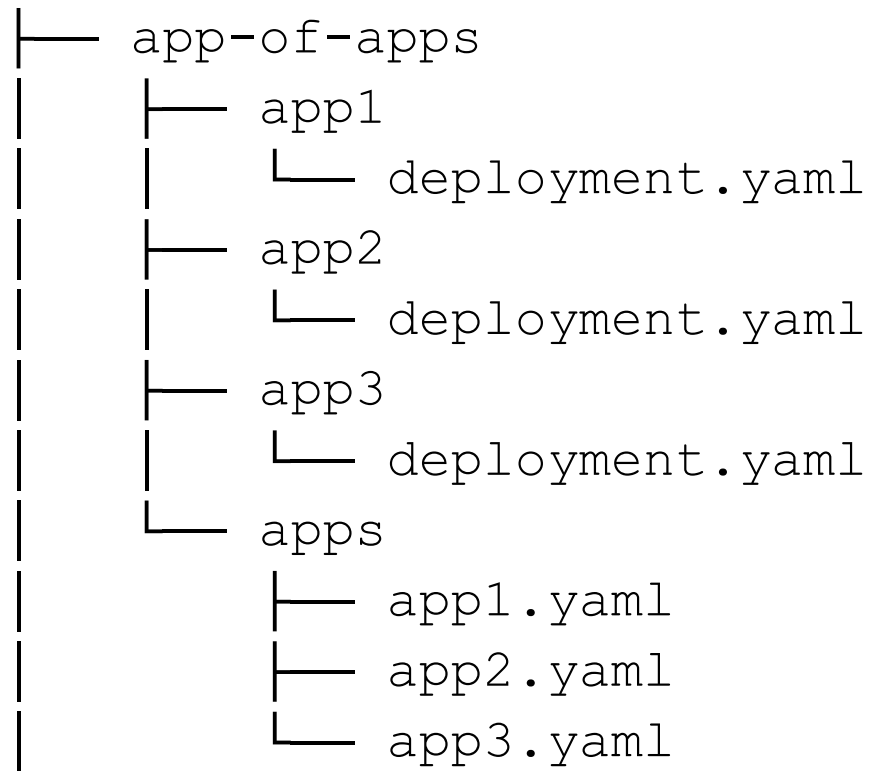 ├── app-of-apps
│   ├── app1
│   │   └── deployment.yaml
│   ├── app2
│   │   └── deployment.yaml
│   ├── app3
│   │   └── deployment.yaml
│   └── apps
│       ├── app1.yaml
│       ├── app2.yaml
│       └── app3.yaml